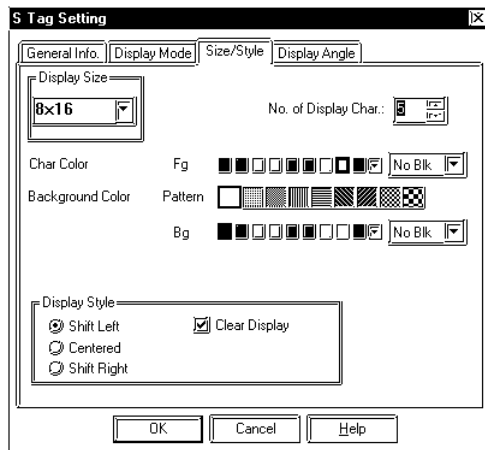 S Tag Setting
General Info. Display Mode Size/Style Display Angle
Display Size
8×16
No. of Display Char.: 5
Char Color Fg No Blk
Background Color Pattern
Bg No Blk
Display Style
Shift Left Clear Display
Centered
Shift Right
OK Cancel Help